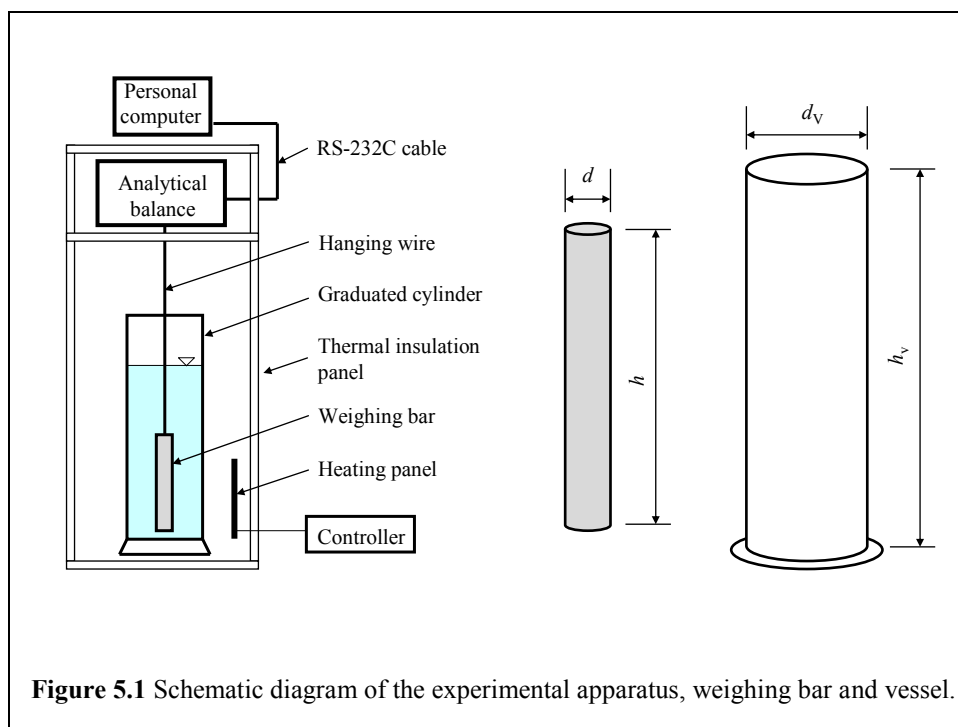 Personal
computer
RS-232C cable
Analytical
balance
Hanging wire
Graduated cylinder
Thermal insulation
panel
Weighing bar
Heating panel
Controller
d
h
dV
hv
Figure 5.1 Schematic diagram of the experimental apparatus, weighing bar and vessel.